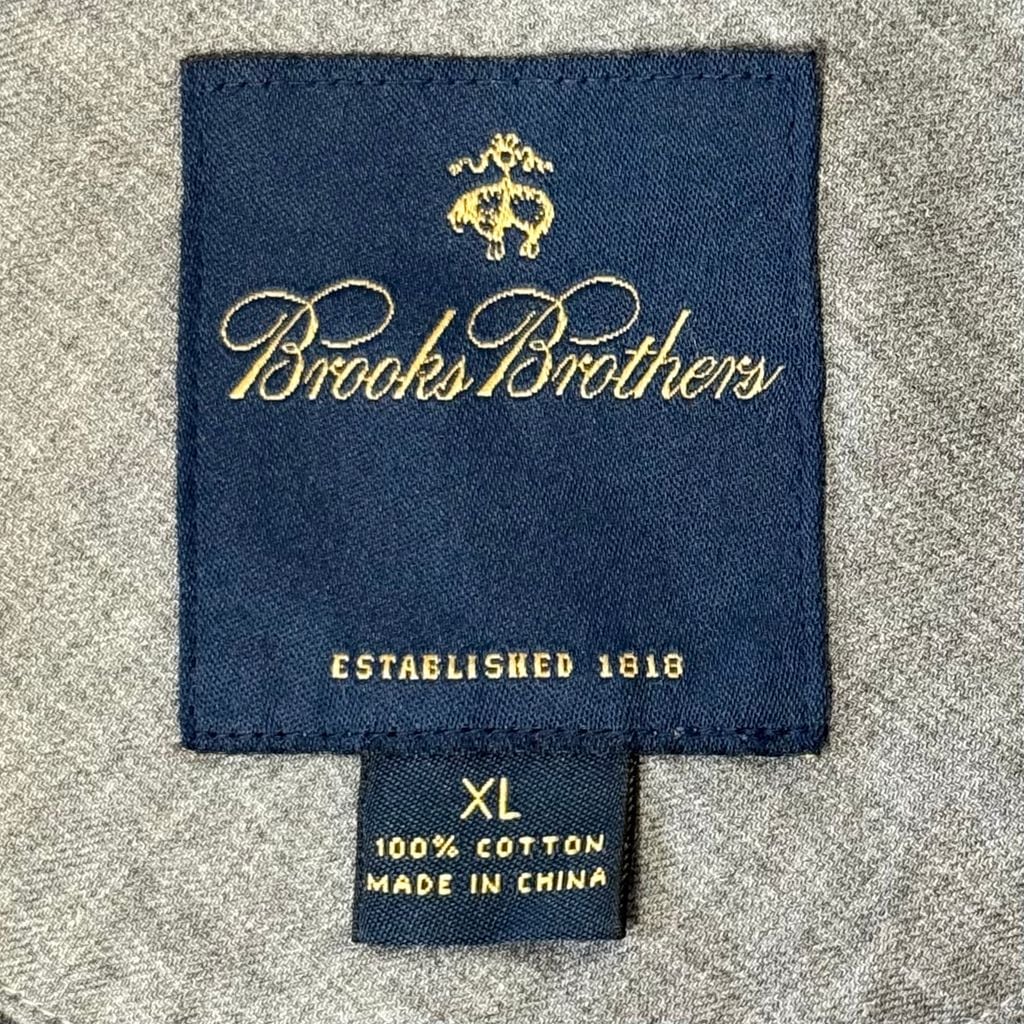 Brooks Brothers
ESTABLISHED 1818
XL
100% COTTON
MADE IN CHINA